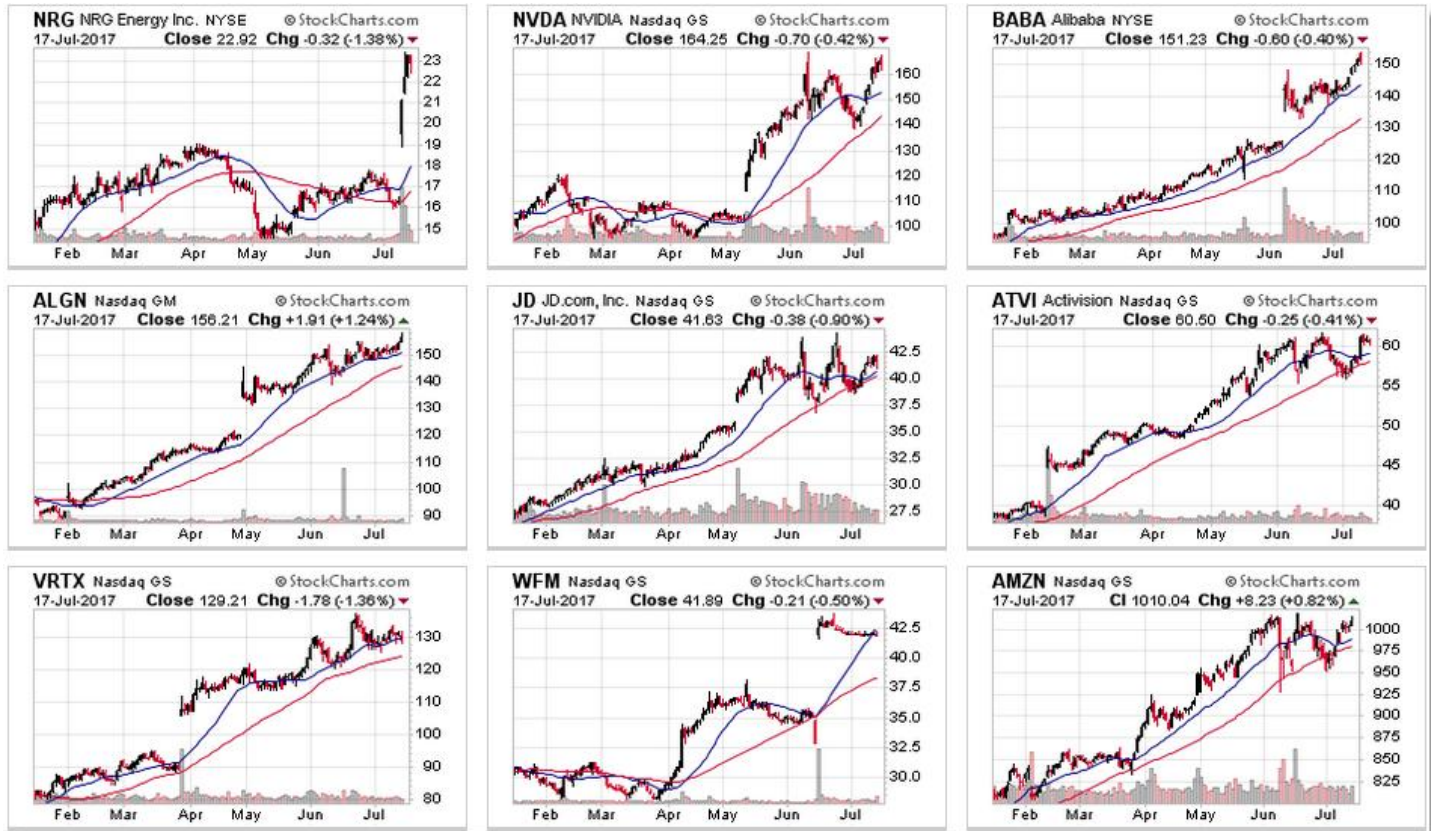 NRG NRG Energy Inc. NYSE © StockCharts.com
17-Jul-2017 Close 22.92 Chg -0.32 (-1.38%)
23
22
21
20
19
18
17
16
15
Feb Mar Apr May Jun Jul
NVDA NVIDIA Nasdaq GS © StockCharts.com
17-Jul-2017 Close 164.25 Chg -0.70 (-0.42%)
160
150
140
130
120
110
100
Feb Mar Apr May Jun Jul
BABA Alibaba NYSE © StockCharts.com
17-Jul-2017 Close 151.23 Chg -0.60 (-0.40%)
150
140
130
120
110
100
Feb Mar Apr May Jun Jul
ALGN Nasdaq GM © StockCharts.com
17-Jul-2017 Close 156.21 Chg +1.91 (+1.24%)
150
140
130
120
110
100
90
Feb Mar Apr May Jun Jul
JD JD.com, Inc. Nasdaq GS © StockCharts.com
17-Jul-2017 Close 41.63 Chg -0.38 (-0.90%)
42.5
40.0
37.5
35.0
32.5
30.0
27.5
Feb Mar Apr May Jun Jul
ATVI Activision Nasdaq GS © StockCharts.com
17-Jul-2017 Close 60.50 Chg -0.25 (-0.41%)
60
55
50
45
40
Feb Mar Apr May Jun Jul
VRTX Nasdaq GS © StockCharts.com
17-Jul-2017 Close 129.21 Chg -1.78 (-1.36%)
130
120
110
100
90
80
Feb Mar Apr May Jun Jul
WFM Nasdaq GS © StockCharts.com
17-Jul-2017 Close 41.89 Chg -0.21 (-0.50%)
42.5
40.0
37.5
35.0
32.5
30.0
Feb Mar Apr May Jun Jul
AMZN Nasdaq GS © StockCharts.com
17-Jul-2017 Cl 1010.04 Chg +8.23 (+0.82%)
1000
975
950
925
900
875
850
825
Feb Mar Apr May Jun Jul